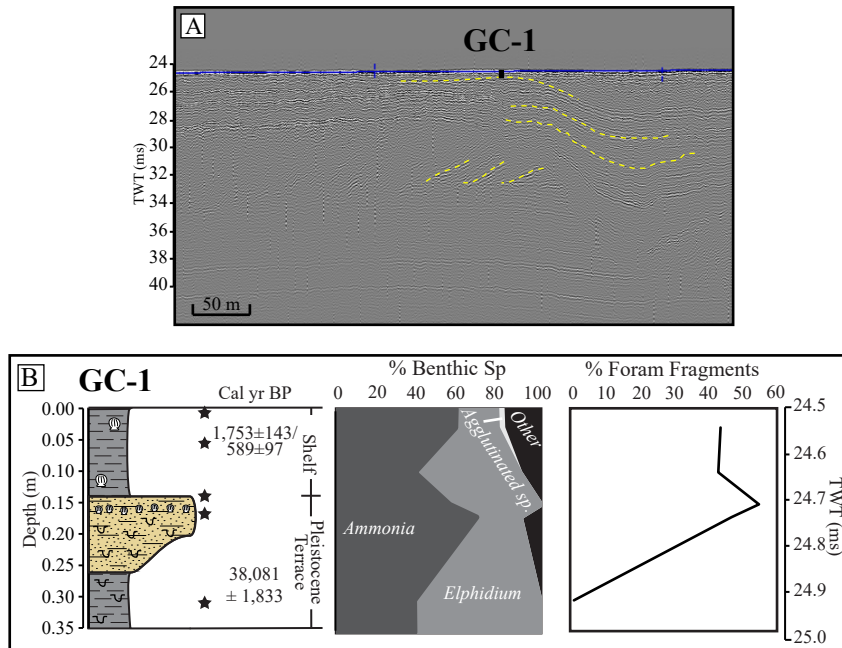 A
GC-1
24
26
28
30
32
34
36
38
40
TWT (ms)
50 m
B
GC-1
Cal yr BP
% Benthic Sp
% Foram Fragments
0 20 40 60 80 100
0 10 20 30 40 50 60
0.00
0.05
0.10
0.15
0.20
0.25
0.30
0.35
Depth (m)
1,753±143/
589±97
38,081
± 1,833
Shelf
Pleistocene
Terrace
Ammonia
Elphidium
Agglutinated sp.
Other
24.5
24.6
24.7
24.8
24.9
25.0
TWT (ms)